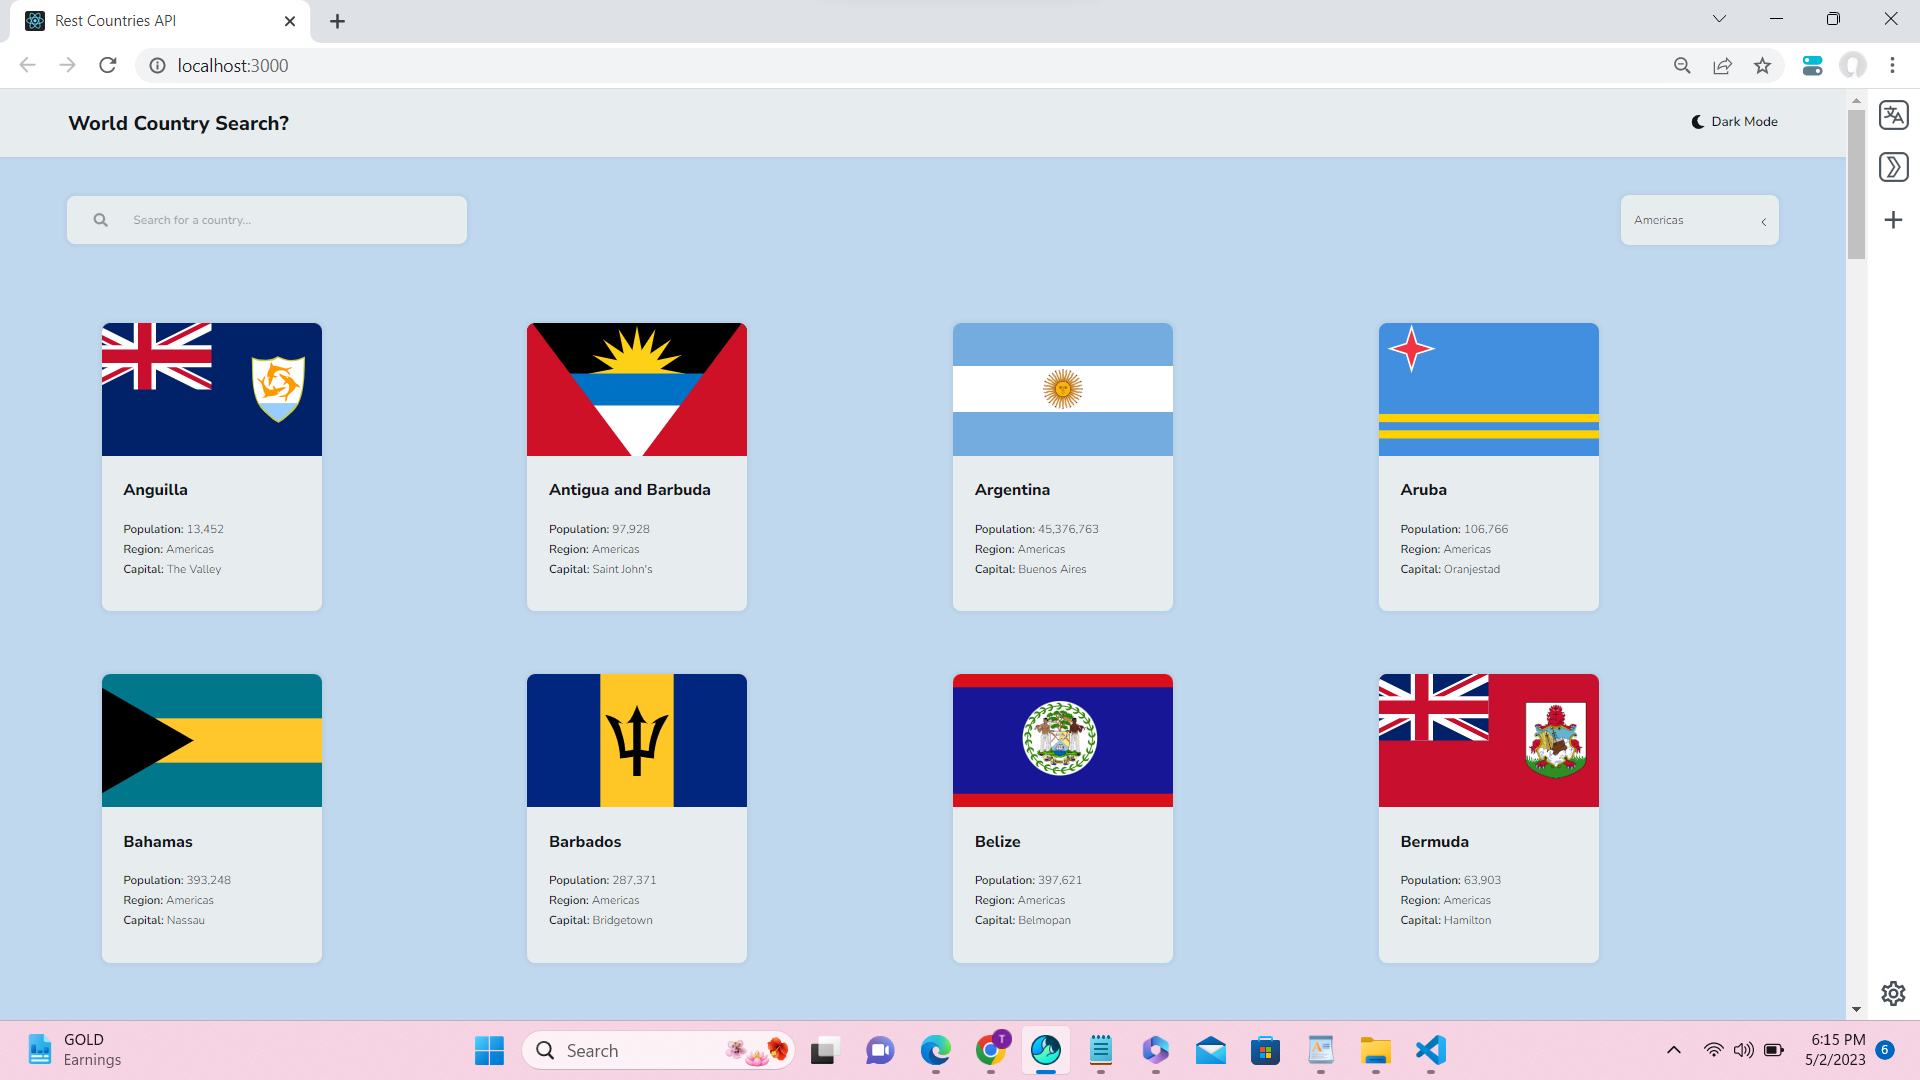 Rest Countries API
localhost:3000
World Country Search?
Dark Mode
Search for a country...
Americas
Anguilla
Population: 13,452
Region: Americas
Capital: The Valley
Antigua and Barbuda
Population: 97,928
Region: Americas
Capital: Saint John's
Argentina
Population: 45,376,763
Region: Americas
Capital: Buenos Aires
Aruba
Population: 106,766
Region: Americas
Capital: Oranjestad
Bahamas
Population: 393,248
Region: Americas
Capital: Nassau
Barbados
Population: 287,371
Region: Americas
Capital: Bridgetown
Belize
Population: 397,621
Region: Americas
Capital: Belmopan
Bermuda
Population: 63,903
Region: Americas
Capital: Hamilton
GOLD
Earnings
Search
T
6:15 PM
5/2/2023
6